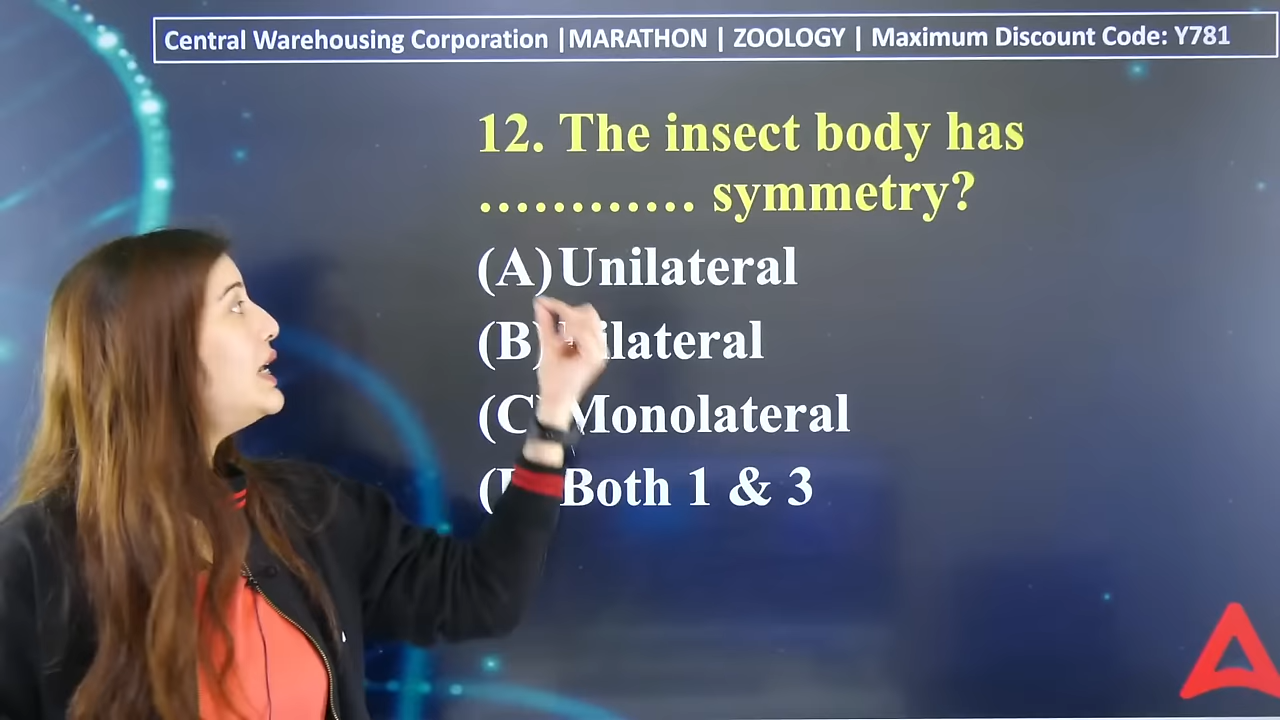 Central Warehousing Corporation |MARATHON | ZOOLOGY | Maximum Discount Code: Y781
12. The insect body has
………… symmetry?
(A) Unilateral
(B) Bilateral
(C) Monolateral
( Both 1 & 3